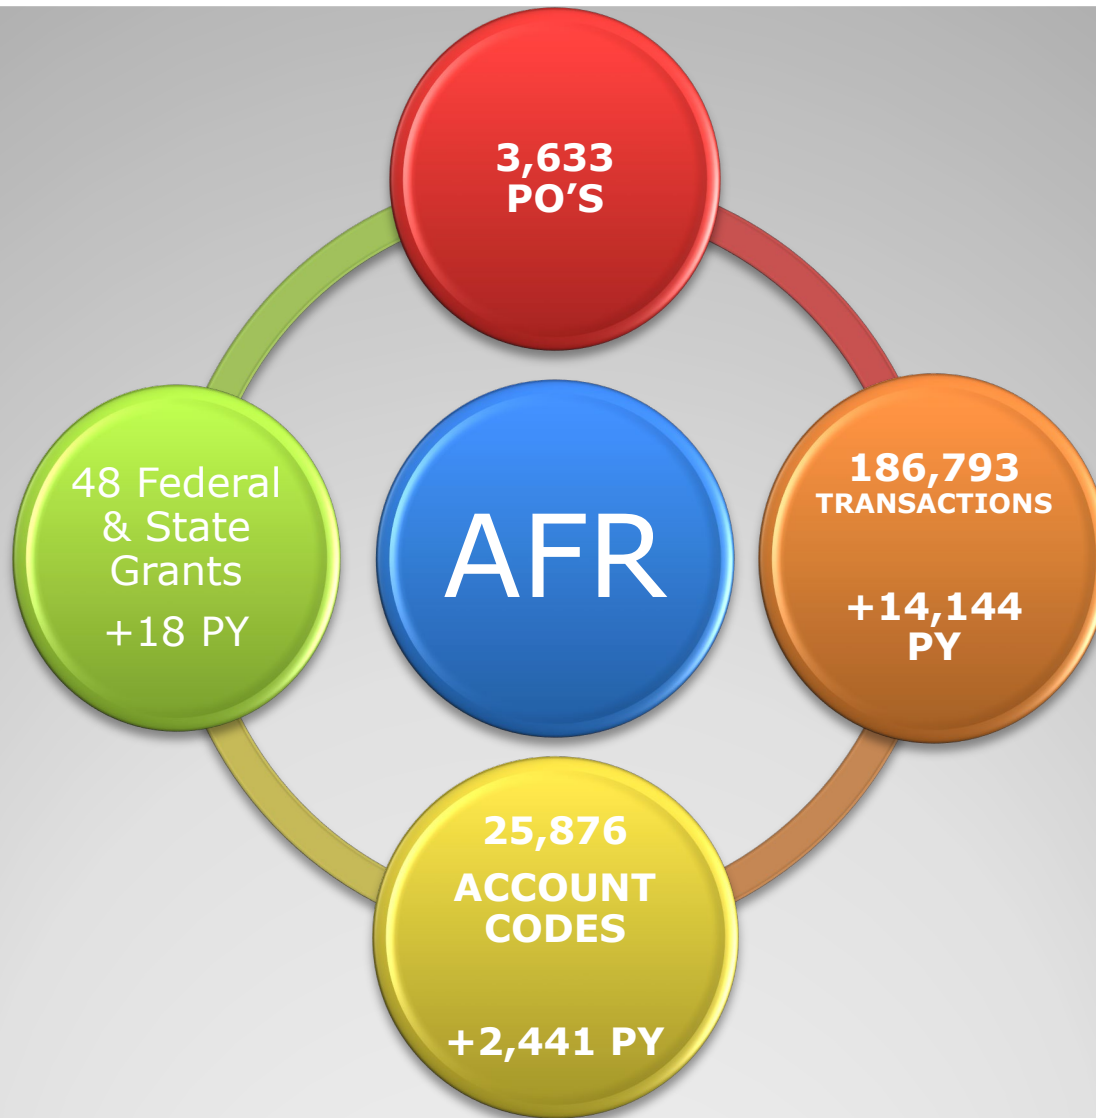 3,633
PO’S
48 Federal
& State
Grants
+18 PY
AFR
186,793
TRANSACTIONS
+14,144
PY
25,876
ACCOUNT
CODES
+2,441 PY